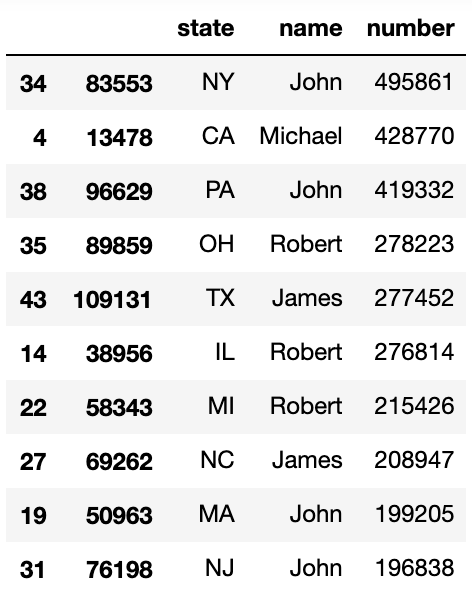 state name number
34 83553 NY John 495861
4 13478 CA Michael 428770
38 96629 PA John 419332
35 89859 OH Robert 278223
43 109131 TX James 277452
14 38956 IL Robert 276814
22 58343 MI Robert 215426
27 69262 NC James 208947
19 50963 MA John 199205
31 76198 NJ John 196838